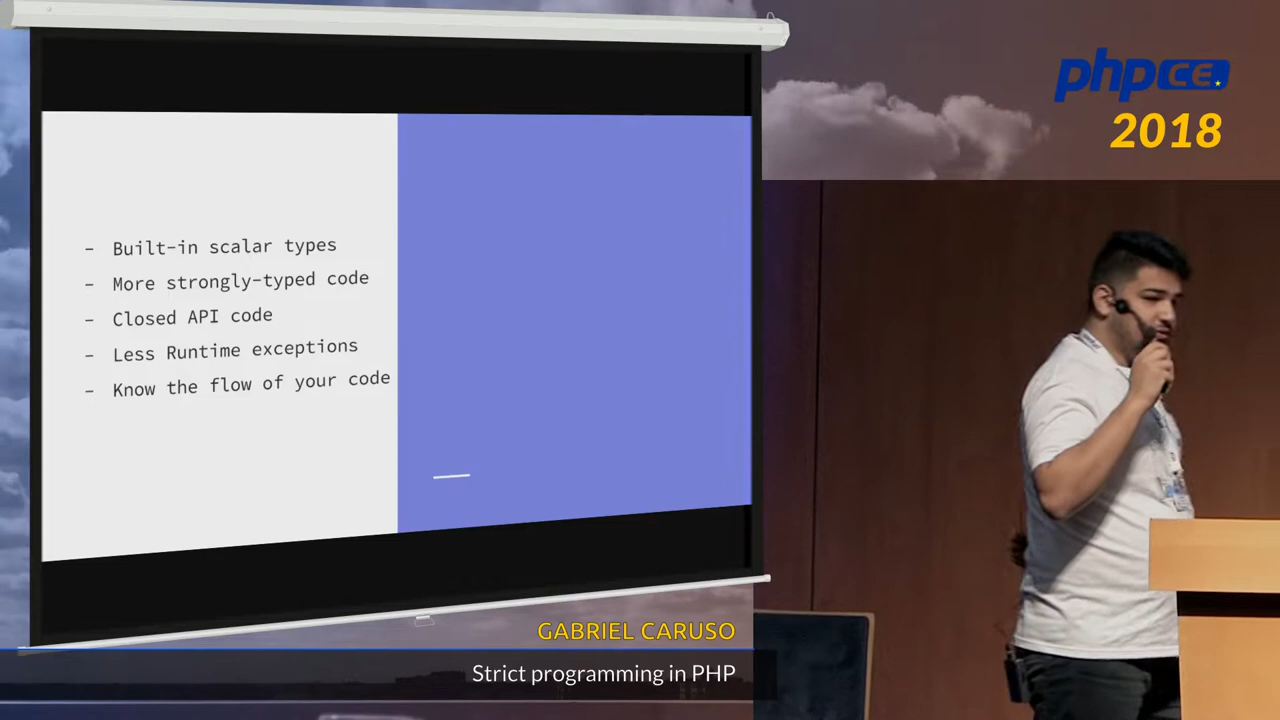 phpce.
2018
- Built-in scalar types
- More strongly-typed code
- Closed API code
- Less Runtime exceptions
- Know the flow of your code
GABRIEL CARUSO
Strict programming in PHP